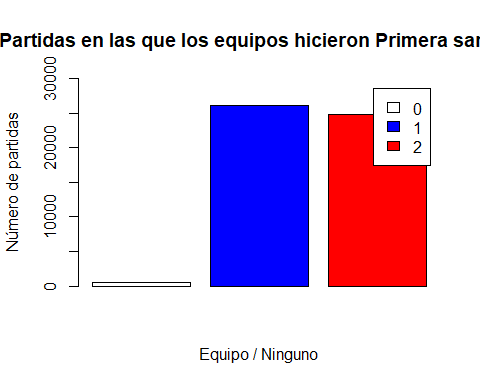 Partidas en las que los equipos hicieron Primera
30000
20000
10000
0
Número de partidas
0
1
2
Equipo / Ninguno